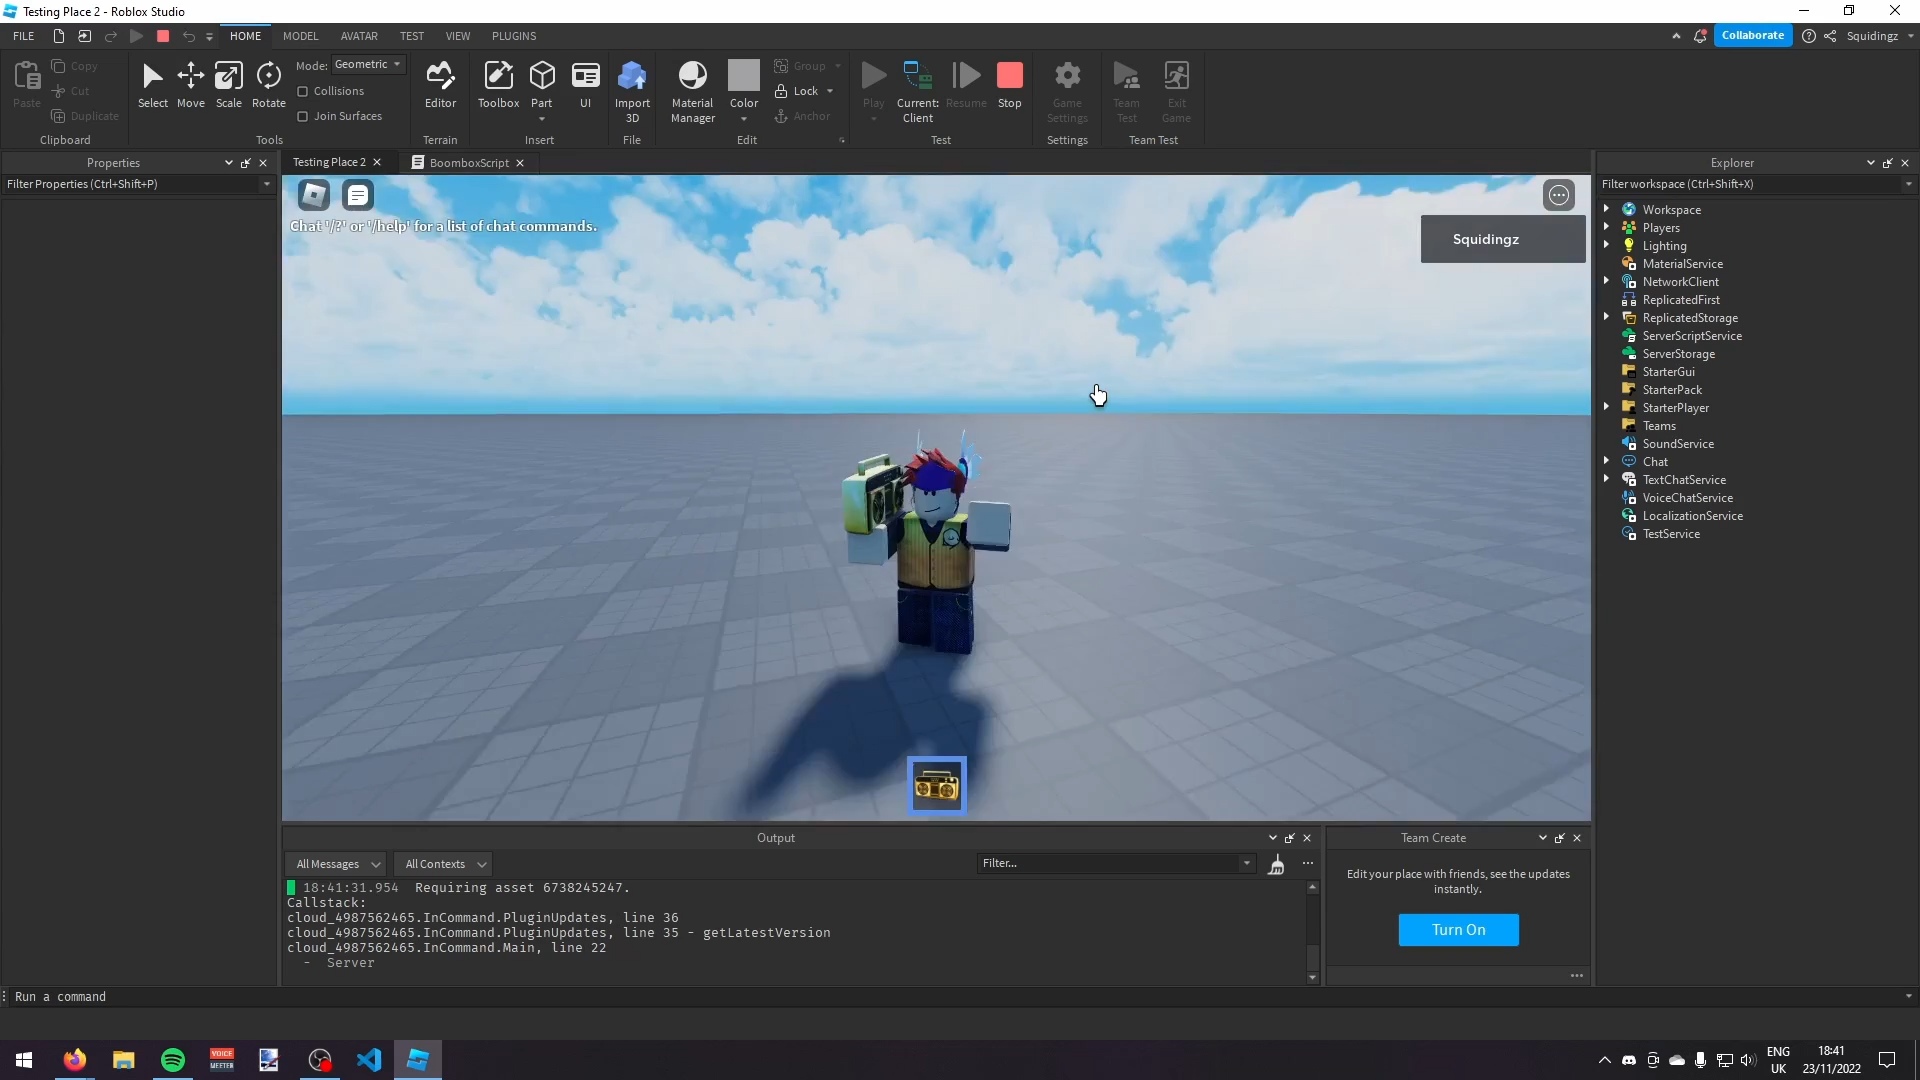 Testing Place 2 - Roblox Studio
FILE
HOME
MODEL
AVATAR
TEST
VIEW
PLUGINS
Collaborate
Squidingz
Paste
Copy
Cut
Duplicate
Clipboard
Select
Move
Scale
Rotate
Mode: Geometric
Collisions
Join Surfaces
Tools
Editor
Terrain
Toolbox
Part
UI
Insert
Import
3D
File
Material
Manager
Color
Group
Lock
Anchor
Edit
Play
Current:
Client
Resume
Stop
Test
Game
Settings
Settings
Team
Test
Exit
Game
Team Test
Properties
Filter Properties (Ctrl+Shift+P)
Testing Place 2
BoomboxScript
Chat '/?' or '/help' for a list of chat commands.
Squidingz
Explorer
Filter workspace (Ctrl+Shift+X)
Workspace
Players
Lighting
MaterialService
NetworkClient
ReplicatedFirst
ReplicatedStorage
ServerScriptService
ServerStorage
StarterGui
StarterPack
StarterPlayer
Teams
SoundService
Chat
TextChatService
VoiceChatService
LocalizationService
TestService
Output
All Messages
All Contexts
Filter...
18:41:31.954 Requiring asset 6738245247.
Callstack:
cloud_4987562465.InCommand.PluginUpdates, line 36
cloud_4987562465.InCommand.PluginUpdates, line 35 - getLatestVersion
cloud_4987562465.InCommand.Main, line 22
- Server
Team Create
Edit your place with friends, see the updates
instantly.
Turn On
Run a command
VOICE
MEETER
ENG
UK
18:41
23/11/2022